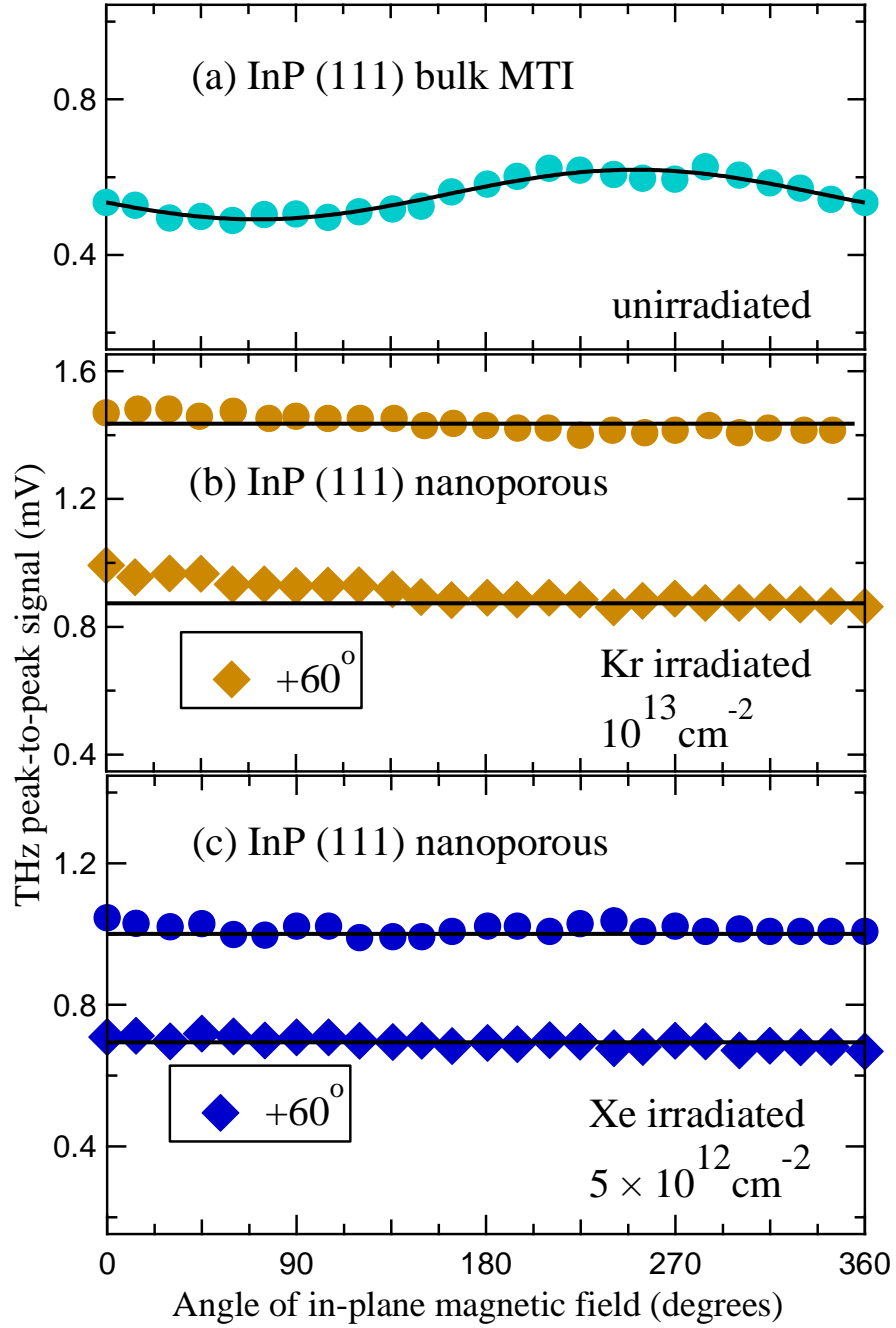 (a) InP (111) bulk MTI
0.8
0.4
unirradiated
1.6
(b) InP (111) nanoporous
1.2
0.8
+60°
Kr irradiated
10¹³cm⁻²
0.4
(c) InP (111) nanoporous
1.2
0.8
+60°
Xe irradiated
0.4
5 × 10¹²cm⁻²
THz peak-to-peak signal (mV)
0 90 180 270 360
Angle of in-plane magnetic field (degrees)